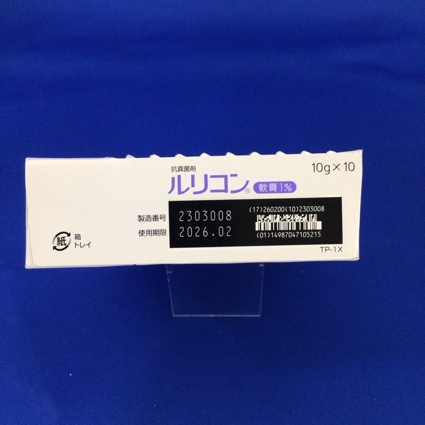 抗真菌剤
ルリコン® 軟膏1% 10g×10
製造番号 2303008
使用期限 2026.02
(17)260200(10)2303008
(01)14987047105215
紙 箱
トレイ
TP-1X